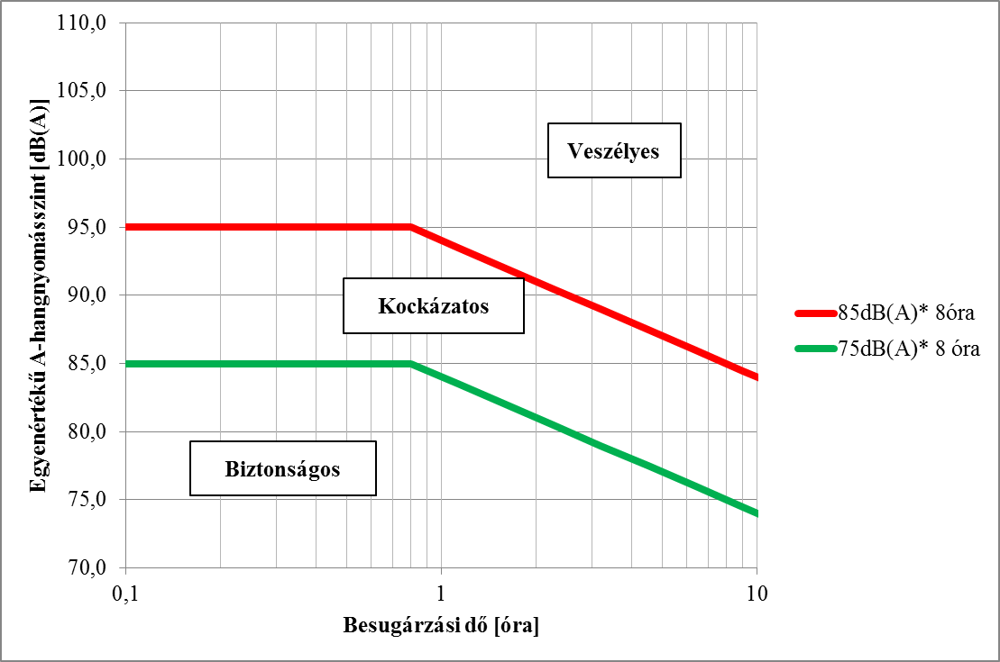 110,0
105,0
100,0
95,0
90,0
85,0
80,0
75,0
70,0
0,1
1
10
Egyenértékű A-hangnyomásszint [dB(A)]
Besugárzási dő [óra]
Veszélyes
Kockázatos
Biztonságos
85dB(A)* 8óra
75dB(A)* 8 óra